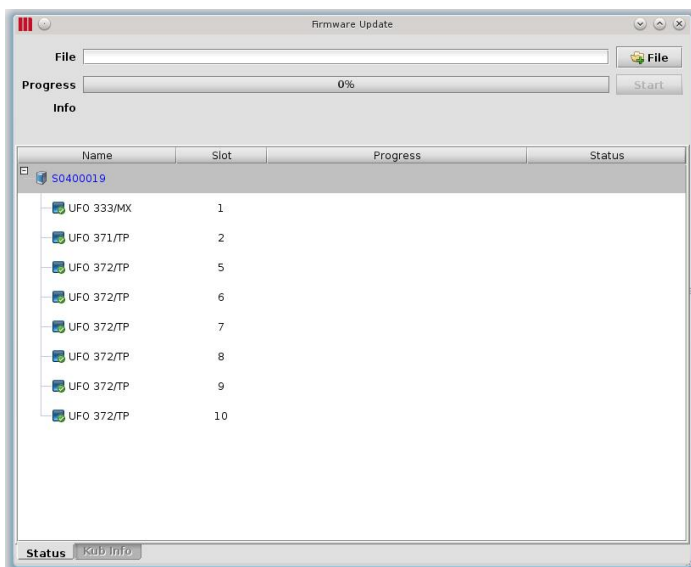 Firmware Update
File File
Progress 0% Start
Info
Name Slot Progress Status
S0400019
UFO 333/MX 1
UFO 371/TP 2
UFO 372/TP 5
UFO 372/TP 6
UFO 372/TP 7
UFO 372/TP 8
UFO 372/TP 9
UFO 372/TP 10
Status Kub Info